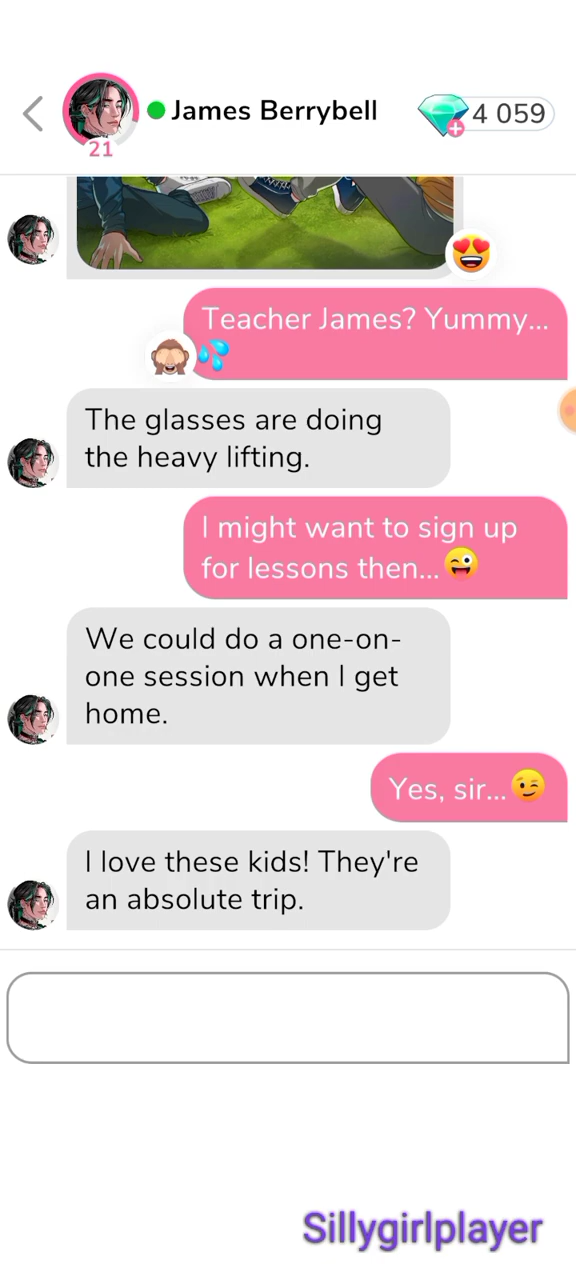 James Berrybell
4 059
21
Teacher James? Yummy...
The glasses are doing
the heavy lifting.
I might want to sign up
for lessons then...
We could do a one-on-
one session when I get
home.
Yes, sir...
I love these kids! They're
an absolute trip.
Sillygirlplayer